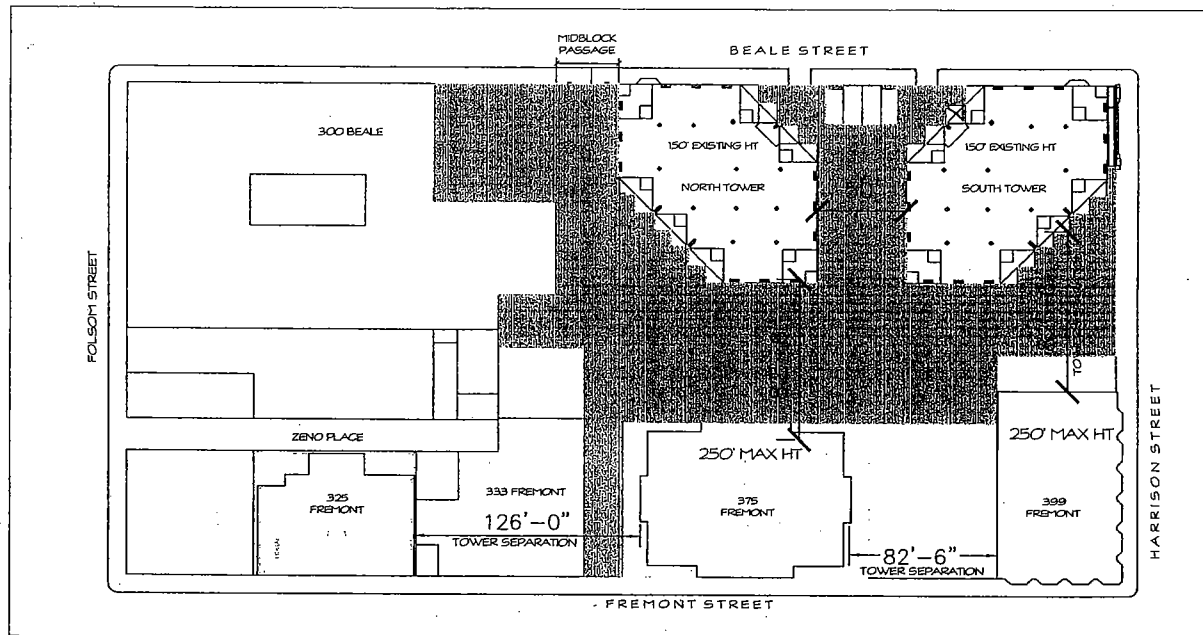 MIDBLOCK
PASSAGE
BEALE STREET
300 BEALE
150' EXISTING HT
NORTH TOWER
150' EXISTING HT
SOUTH TOWER
FOLSOM STREET
HARRISON STREET
TO
ZENO PLACE
325
FREMONT
333 FREMONT
126'-0"
TOWER SEPARATION
250' MAX HT
375
FREMONT
82'-6"
TOWER SEPARATION
250' MAX HT
399
FREMONT
FREMONT STREET